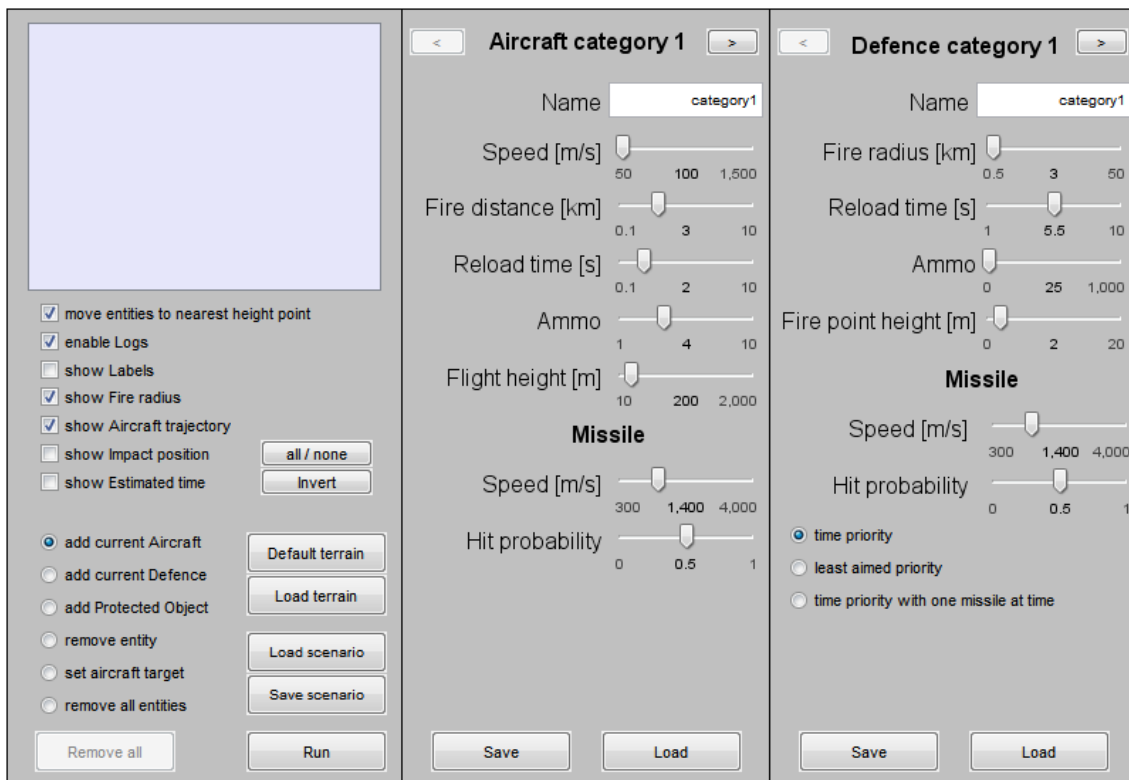 move entities to nearest height point
enable Logs
show Labels
show Fire radius
show Aircraft trajectory
show Impact position
all / none
show Estimated time
Invert
add current Aircraft
Default terrain
add current Defence
Load terrain
add Protected Object
remove entity
Load scenario
set aircraft target
Save scenario
remove all entities
Remove all
Run
< Aircraft category 1 >
Name category1
Speed [m/s]
50 100 1,500
Fire distance [km]
0.1 3 10
Reload time [s]
0.1 2 10
Ammo
1 4 10
Flight height [m]
10 200 2,000
Missile
Speed [m/s]
300 1,400 4,000
Hit probability
0 0.5 1
Save Load
< Defence category 1 >
Name category1
Fire radius [km]
0.5 3 50
Reload time [s]
1 5.5 10
Ammo
0 25 1,000
Fire point height [m]
0 2 20
Missile
Speed [m/s]
300 1,400 4,000
Hit probability
0 0.5 1
time priority
least aimed priority
time priority with one missile at time
Save Load